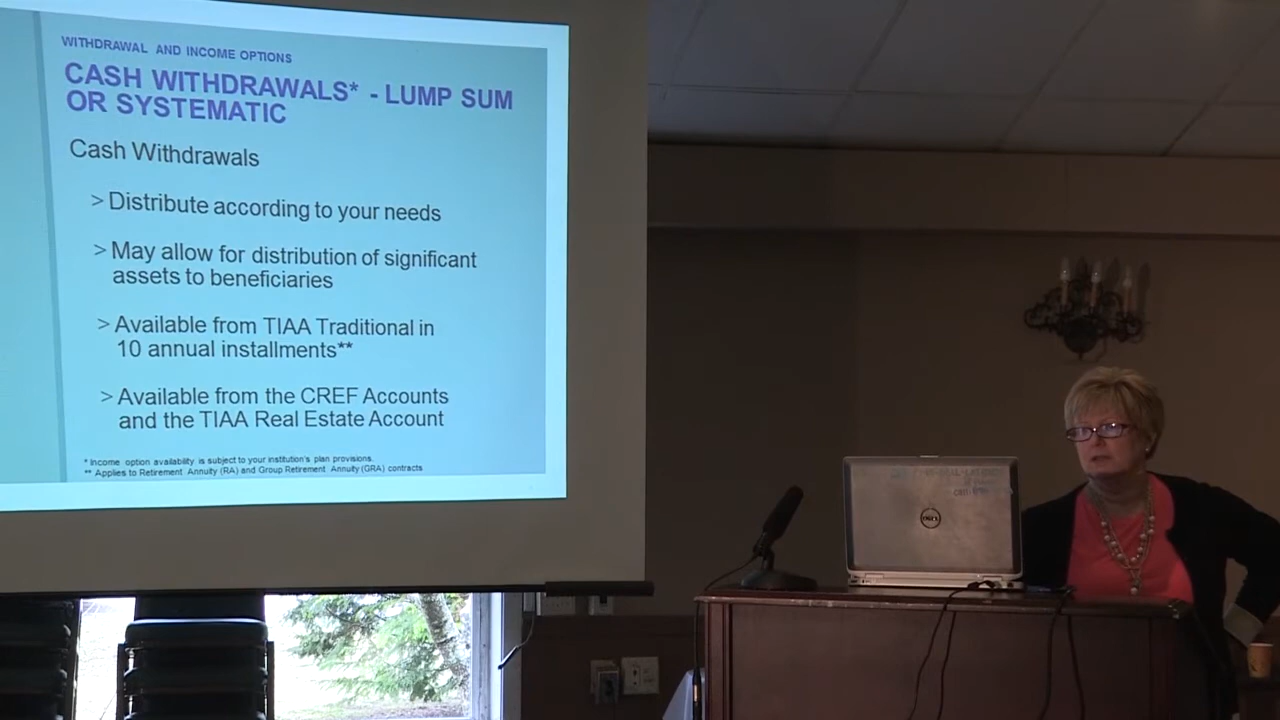 WITHDRAWAL AND INCOME OPTIONS
CASH WITHDRAWALS* - LUMP SUM
OR SYSTEMATIC
Cash Withdrawals
> Distribute according to your needs
> May allow for distribution of significant
assets to beneficiaries
> Available from TIAA Traditional in
10 annual installments**
> Available from the CREF Accounts
and the TIAA Real Estate Account
* Income option availability is subject to your institution's plan provisions.
** Applies to Retirement Annuity (RA) and Group Retirement Annuity (GRA) contracts
DELL